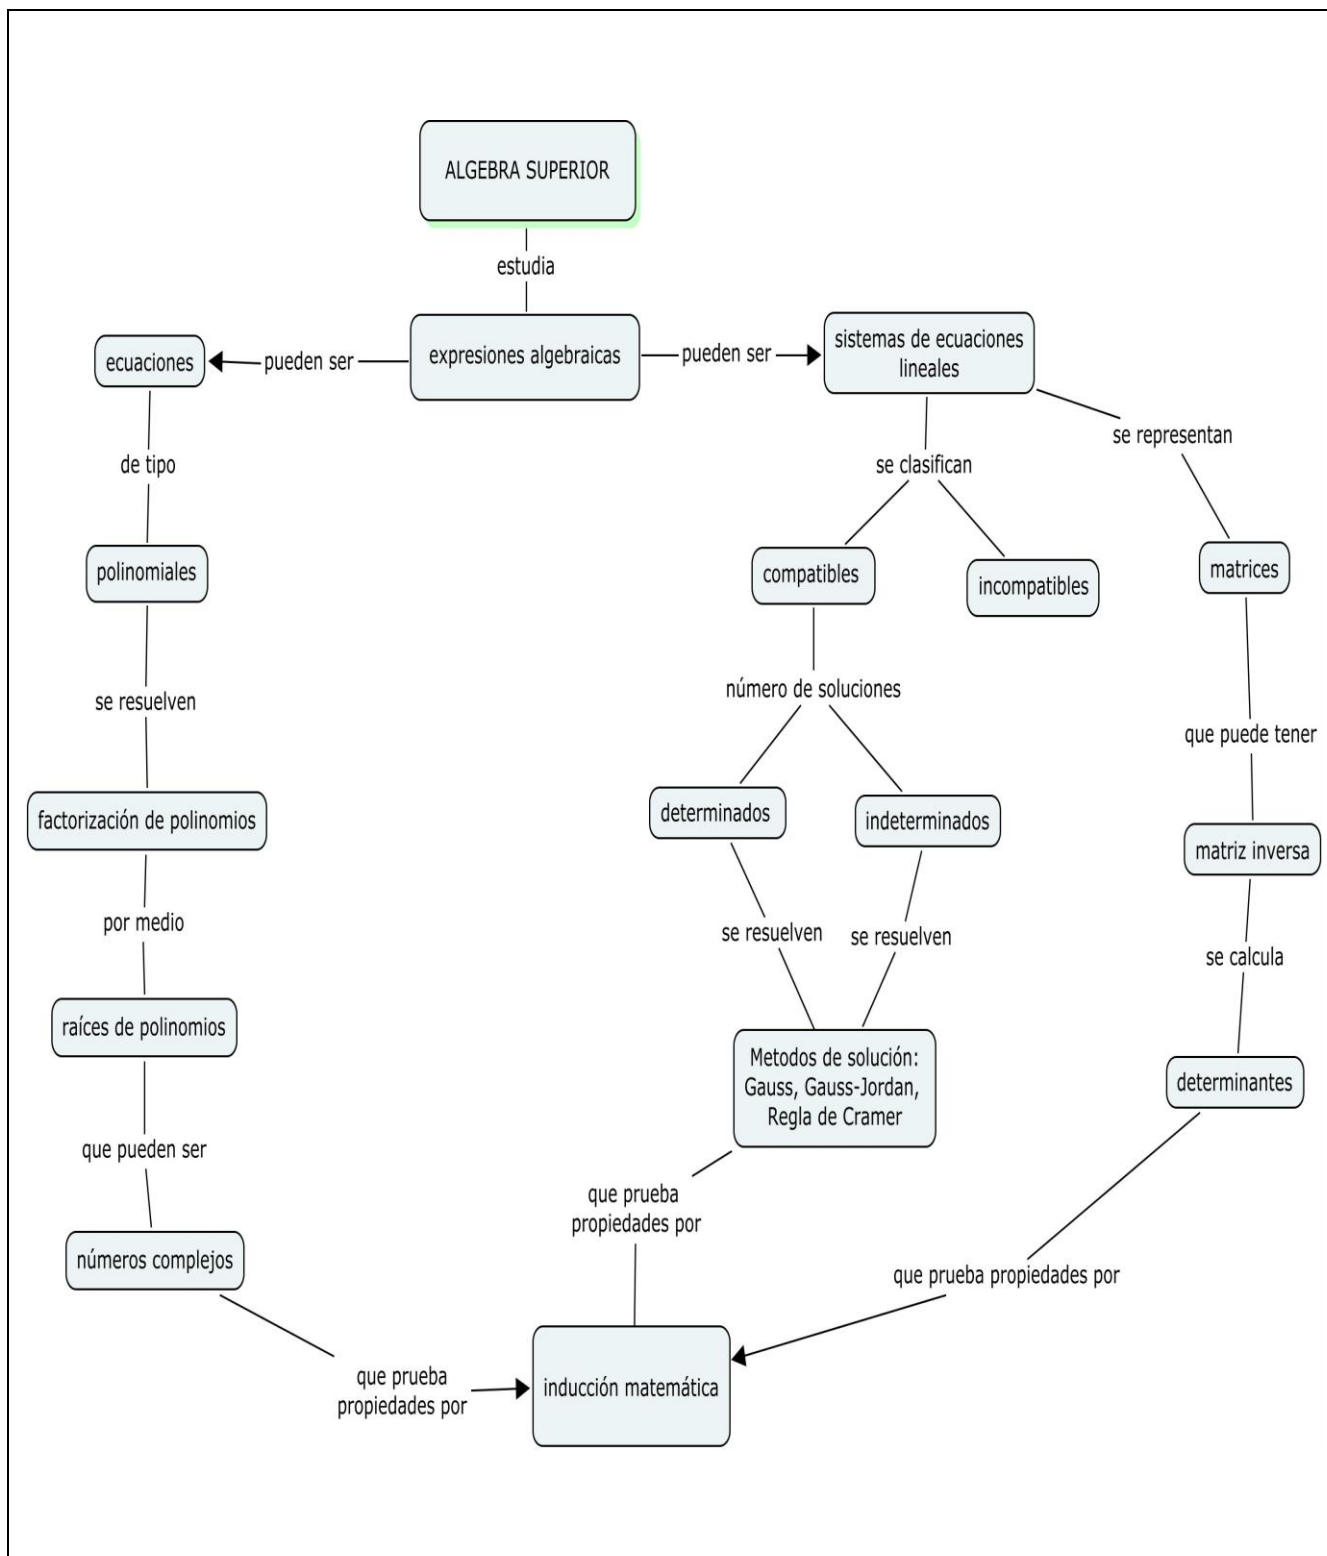 ALGEBRA SUPERIOR
estudia
expresiones algebraicas
pueden ser
ecuaciones
pueden ser
sistemas de ecuaciones
lineales
de tipo
polinomiales
se resuelven
factorización de polinomios
por medio
raíces de polinomios
que pueden ser
números complejos
que prueba
propiedades por
se clasifican
compatibles
incompatibles
número de soluciones
determinados
indeterminados
se resuelven
se resuelven
Metodos de solución:
Gauss, Gauss-Jordan,
Regla de Cramer
que prueba
propiedades por
se representan
matrices
que puede tener
matriz inversa
se calcula
determinantes
que prueba propiedades por
inducción matemática